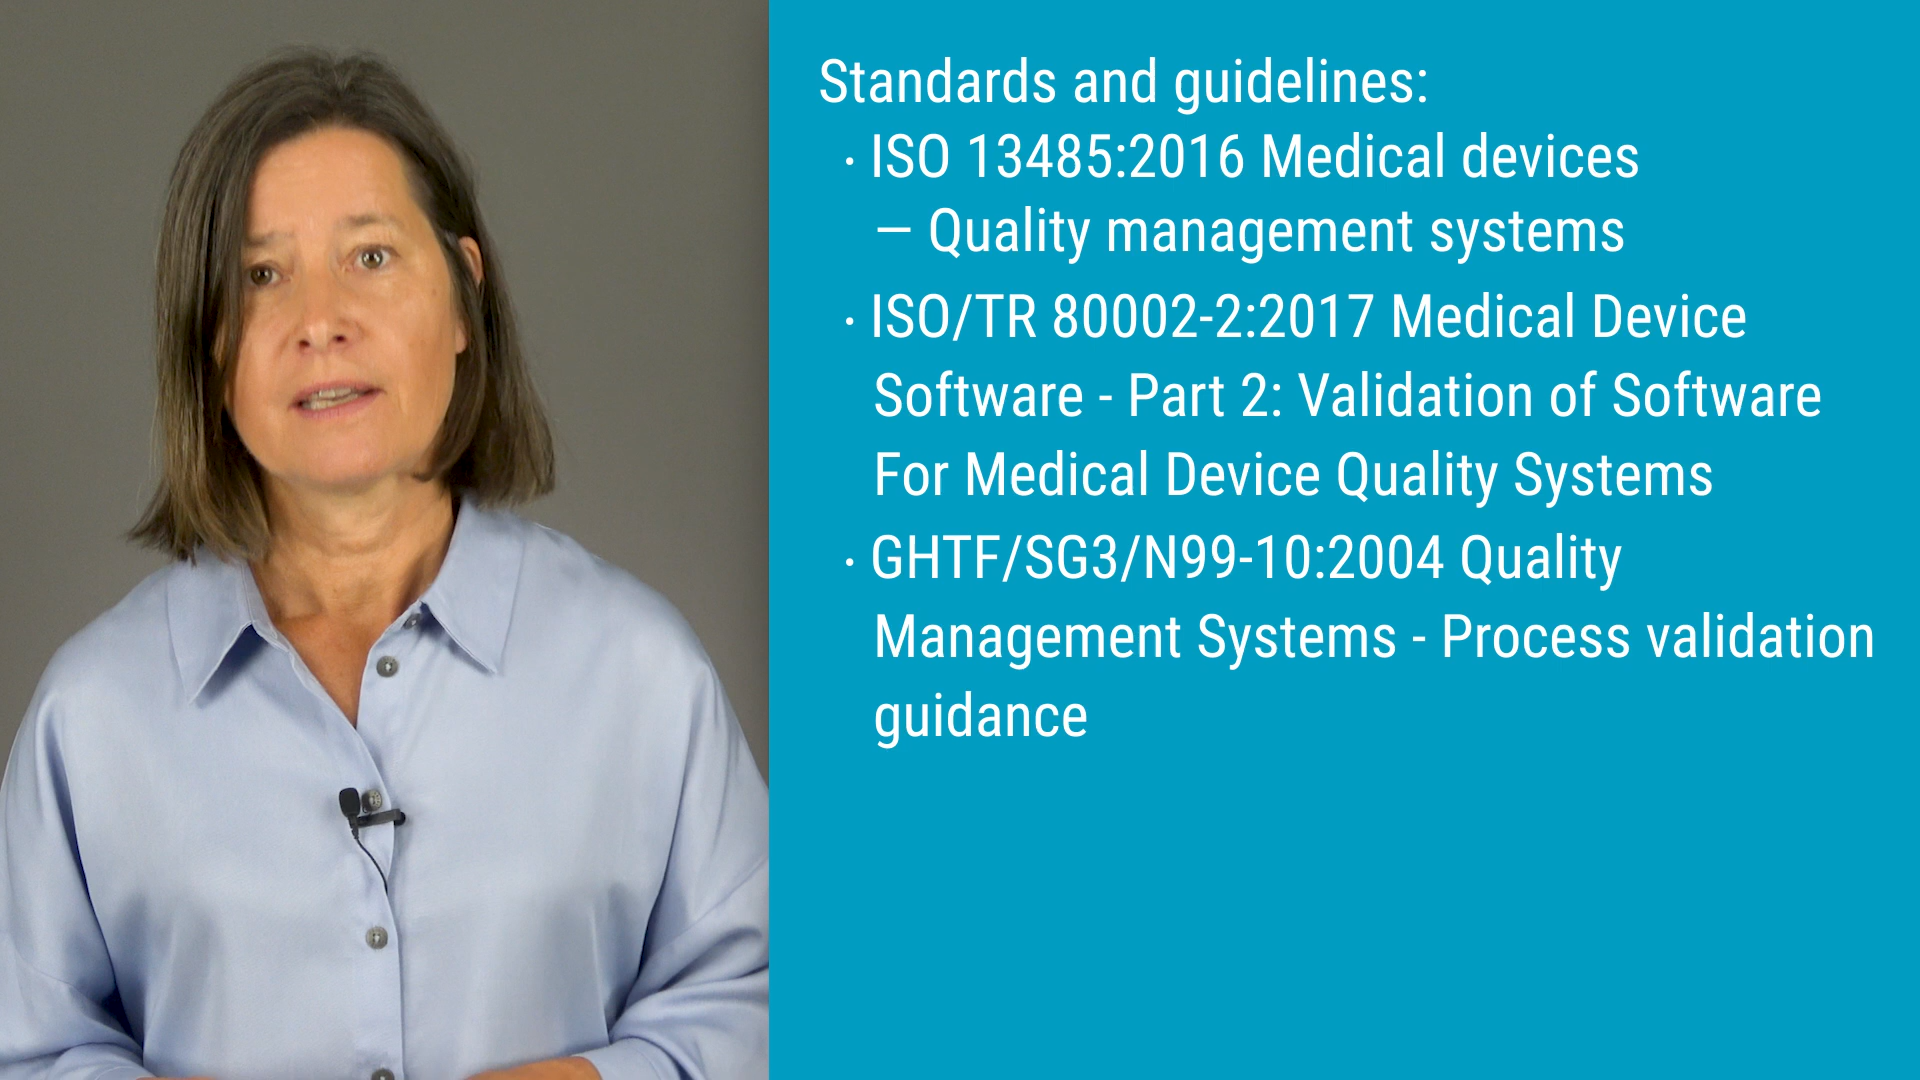 Standards and guidelines:
· ISO 13485:2016 Medical devices
— Quality management systems
· ISO/TR 80002-2:2017 Medical Device
Software - Part 2: Validation of Software
For Medical Device Quality Systems
· GHTF/SG3/N99-10:2004 Quality
Management Systems - Process validation
guidance